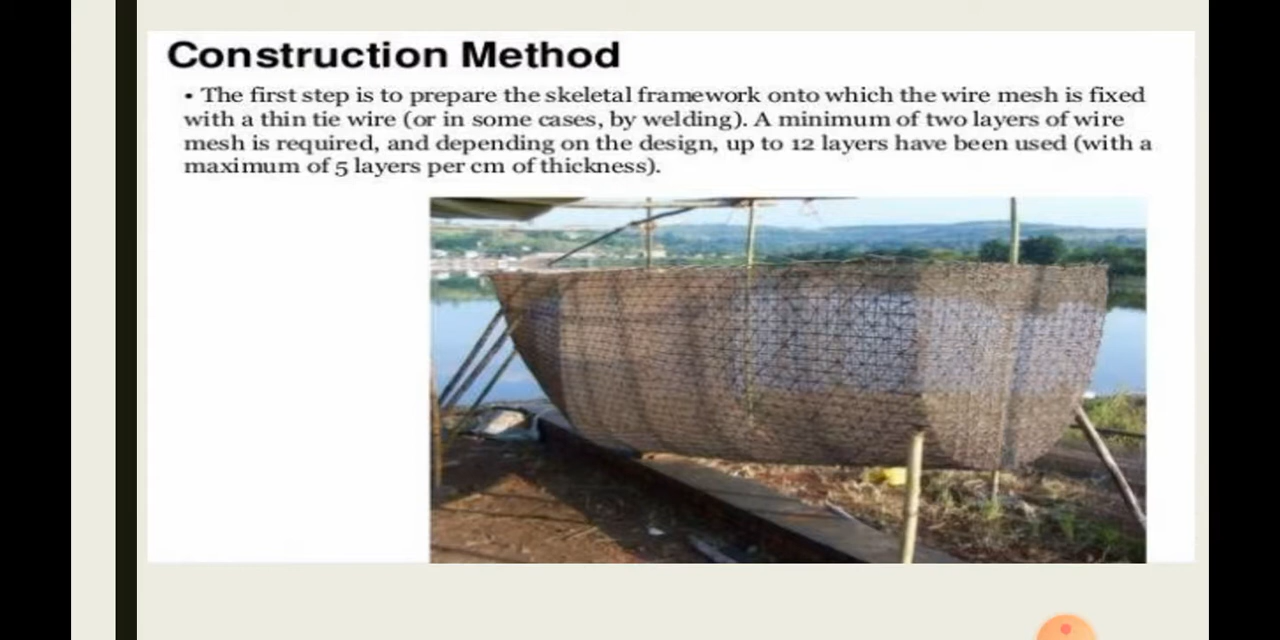 Construction Method
• The first step is to prepare the skeletal framework onto which the wire mesh is fixed
with a thin tie wire (or in some cases, by welding). A minimum of two layers of wire
mesh is required, and depending on the design, up to 12 layers have been used (with a
maximum of 5 layers per cm of thickness).